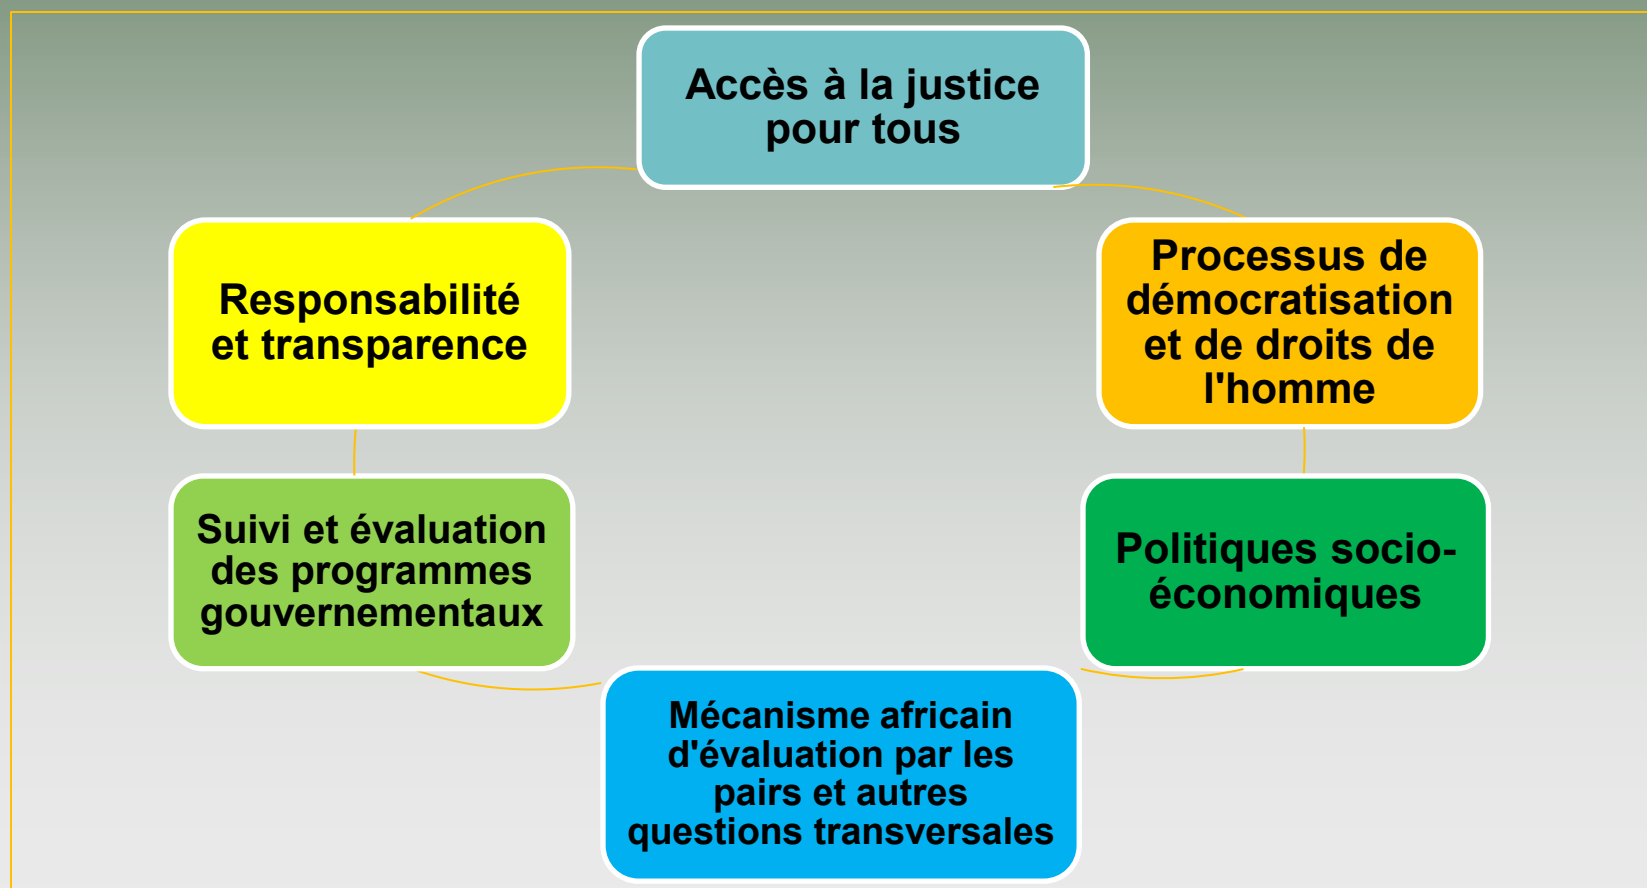 Accès à la justice
pour tous
Responsabilité
et transparence
Processus de
démocratisation
et de droits de
l'homme
Suivi et évaluation
des programmes
gouvernementaux
Politiques socio-
économiques
Mécanisme africain
d'évaluation par les
pairs et autres
questions transversales